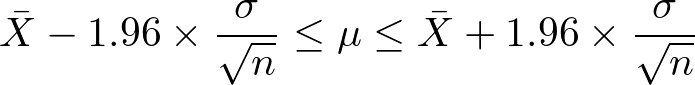 X̄ − 1.96 × σ/√n ≤ μ ≤ X̄ + 1.96 × σ/√n